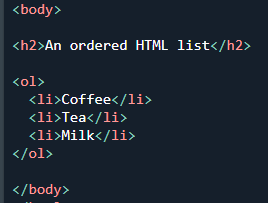 <body>
<h2>An ordered HTML list</h2>
<ol>
<li>Coffee</li>
<li>Tea</li>
<li>Milk</li>
</ol>
</body>